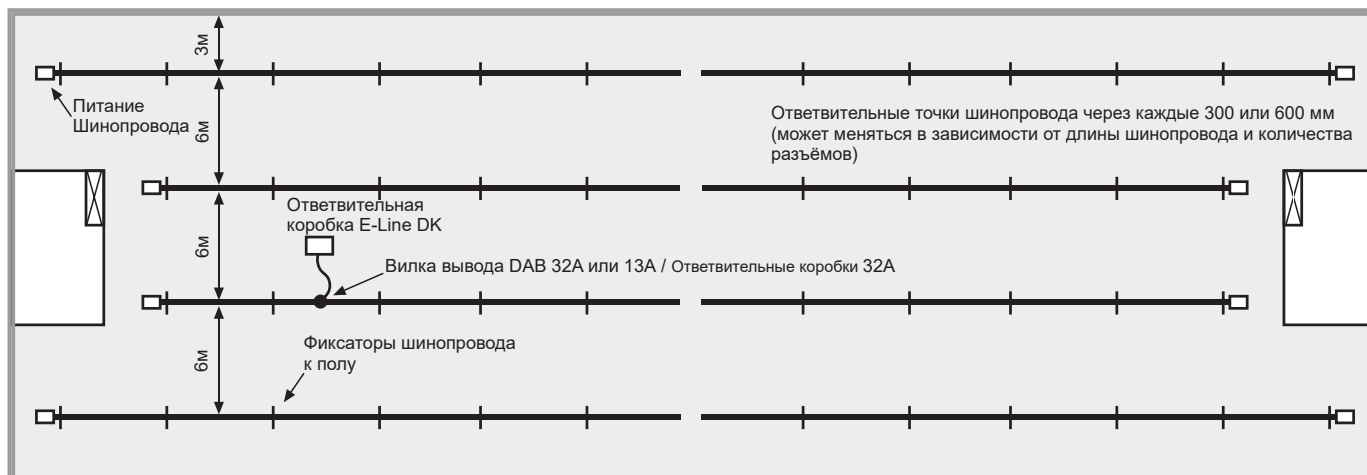 3м
Питание
Шинопровода
6м
Ответвительные точки шинопровода через каждые 300 или 600 мм
(может меняться в зависимости от длины шинопровода и количества
разъёмов)
Ответвительная
коробка E-Line DK
6м
Вилка вывода DAB 32A или 13A / Ответвительные коробки 32A
Фиксаторы шинопровода
к полу
6м